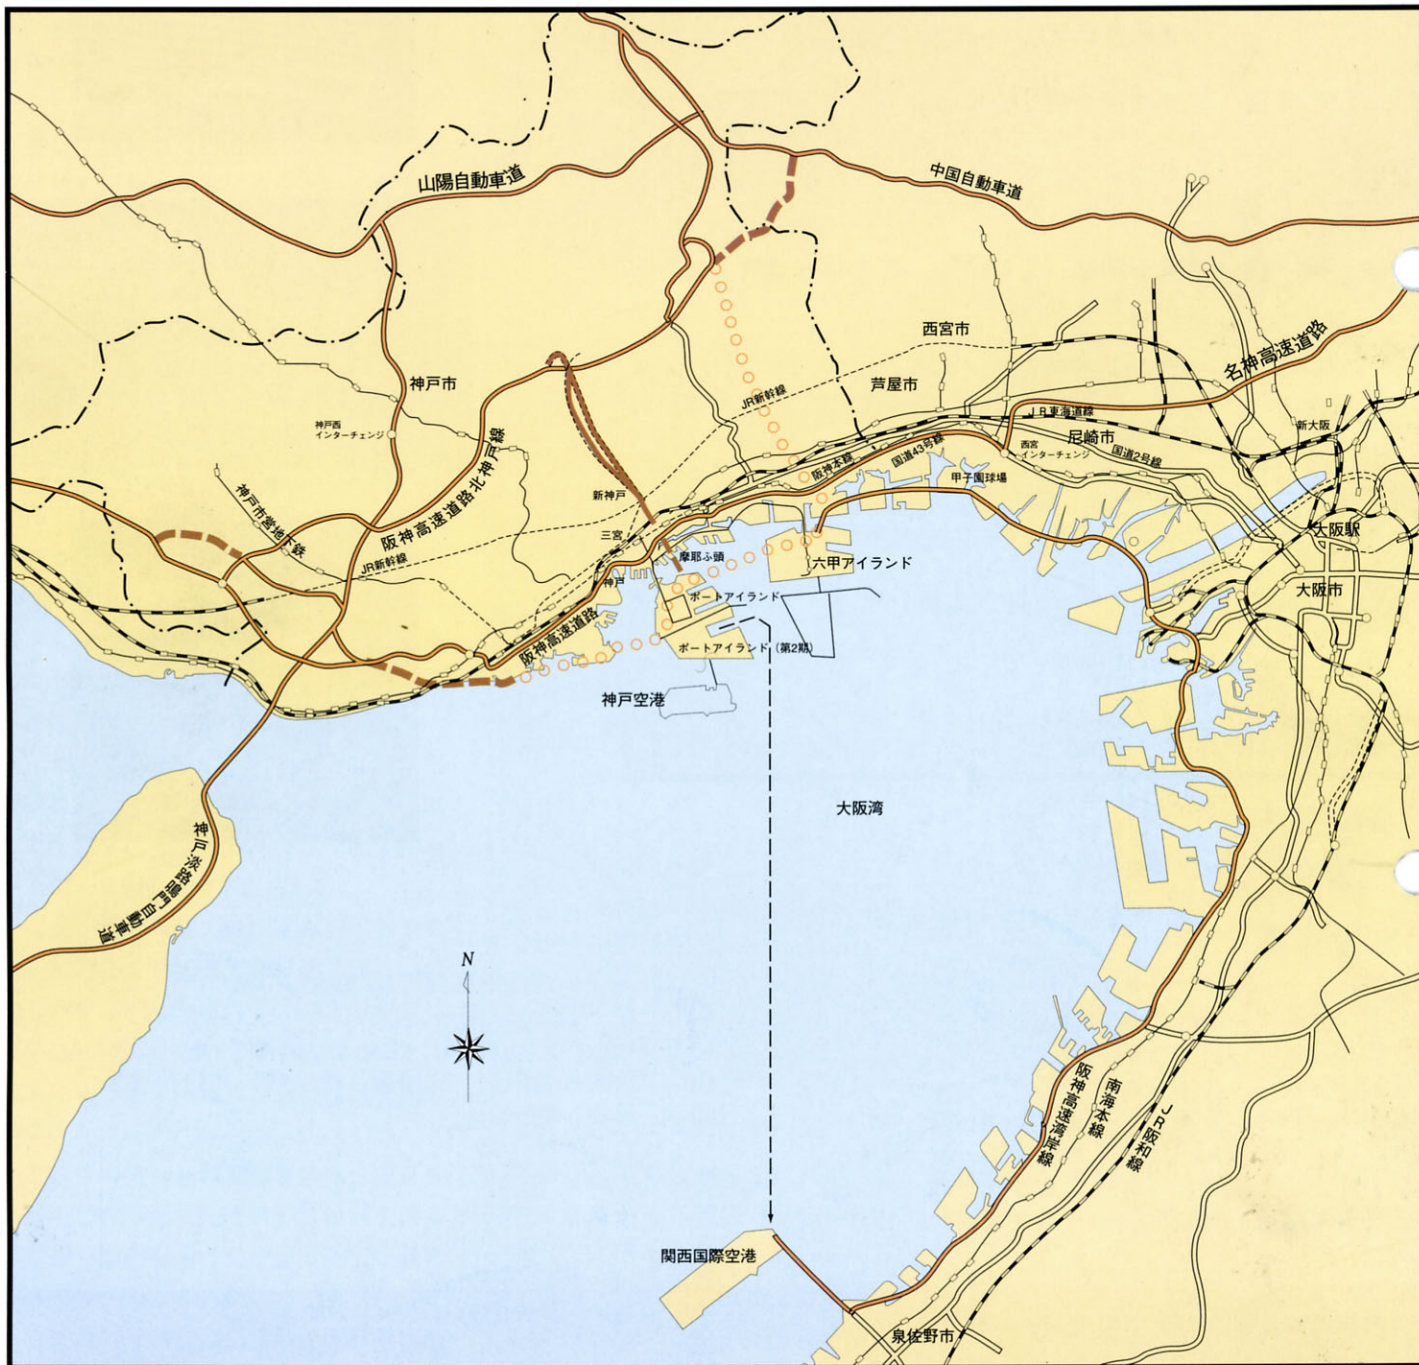 山陽自動車道
中国自動車道
西宮市
名神高速道路
神戸市
芦屋市
JR新幹線
JR東海道線
神戸西
インターチェンジ
新大阪
尼崎市
西宮
インターチェンジ
国道2号線
国道43号線
阪神本線
甲子園球場
阪神高速道路北神戸線
神戸市営地下鉄
新神戸
三宮
大阪駅
摩耶ふ頭
六甲アイランド
JR新幹線
神戸
大阪市
ポートアイランド
阪神高速道路
ポートアイランド(第2期)
神戸空港
大阪湾
神戸淡路鳴門自動車道
N
阪神高速湾岸線
南海本線
JR阪和線
関西国際空港
泉佐野市